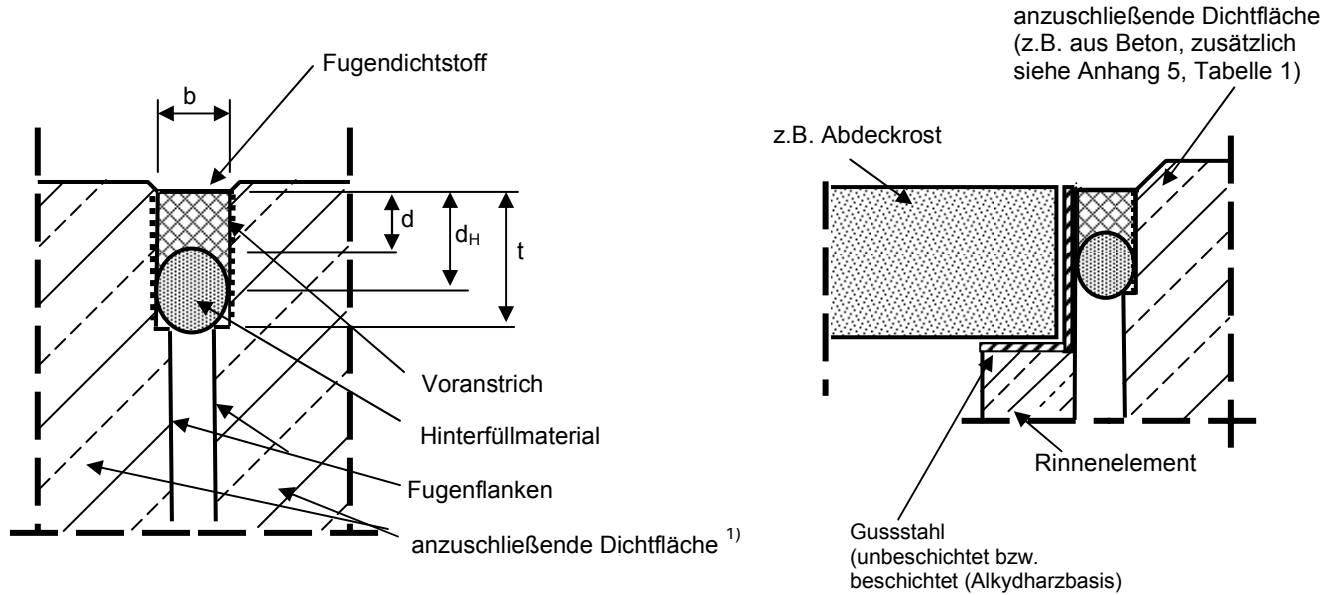 Fugendichtstoff
b
d
dH
t
Voranstrich
Hinterfüllmaterial
Fugenflanken
anzuschließende Dichtfläche 1)
anzuschließende Dichtfläche
(z.B. aus Beton, zusätzlich
siehe Anhang 5, Tabelle 1)
z.B. Abdeckrost
Rinnenelement
Gussstahl
(unbeschichtet bzw.
beschichtet (Alkydharzbasis)